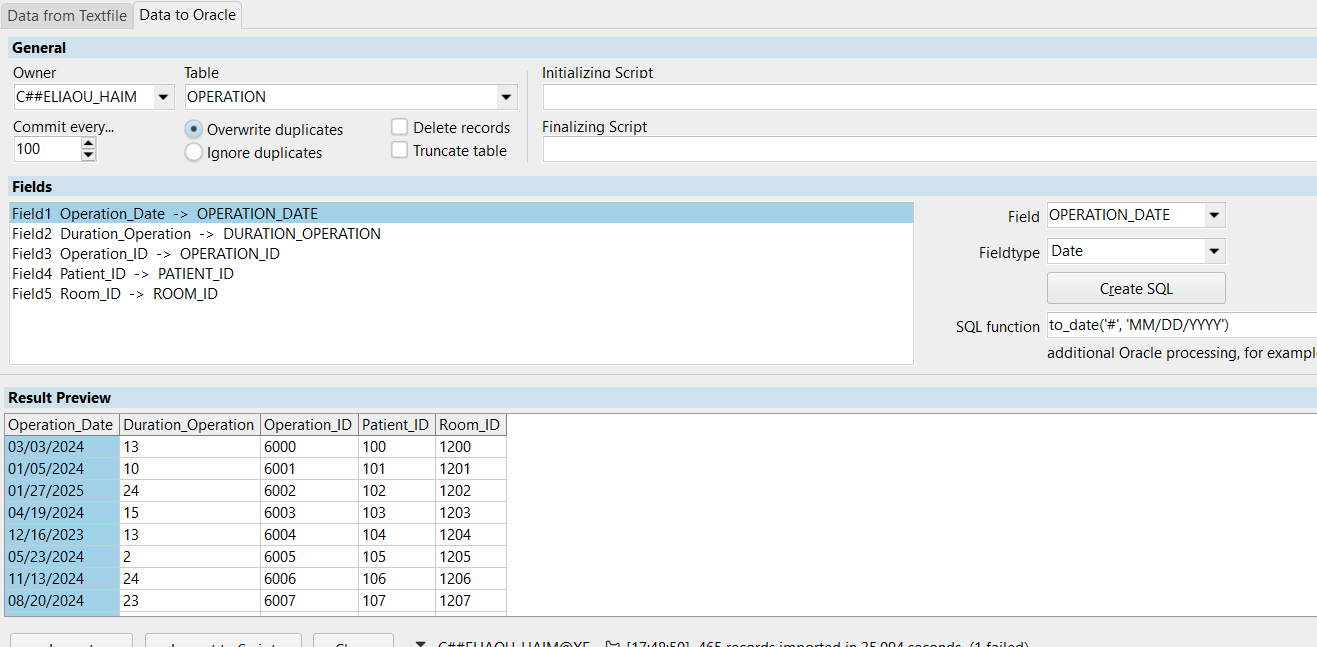 Data from Textfile Data to Oracle
General
Owner Table Initializing Script
C##ELIAOU_HAIM OPERATION
Commit every... Overwrite duplicates Delete records Finalizing Script
100 Ignore duplicates Truncate table
Fields
Field1 Operation_Date -> OPERATION_DATE
Field2 Duration_Operation -> DURATION_OPERATION
Field3 Operation_ID -> OPERATION_ID
Field4 Patient_ID -> PATIENT_ID
Field5 Room_ID -> ROOM_ID
Field OPERATION_DATE
Fieldtype Date
Create SQL
SQL function to_date('#', 'MM/DD/YYYY')
additional Oracle processing, for exampl
Result Preview
Operation_Date Duration_Operation Operation_ID Patient_ID Room_ID
03/03/2024 13 6000 100 1200
01/05/2024 10 6001 101 1201
01/27/2025 24 6002 102 1202
04/19/2024 15 6003 103 1203
12/16/2023 13 6004 104 1204
05/23/2024 2 6005 105 1205
11/13/2024 24 6006 106 1206
08/20/2024 23 6007 107 1207
C##ELIAOU_HAIM@XE [17:48:50] 465 records imported in 25,094 seconds (1 failed)